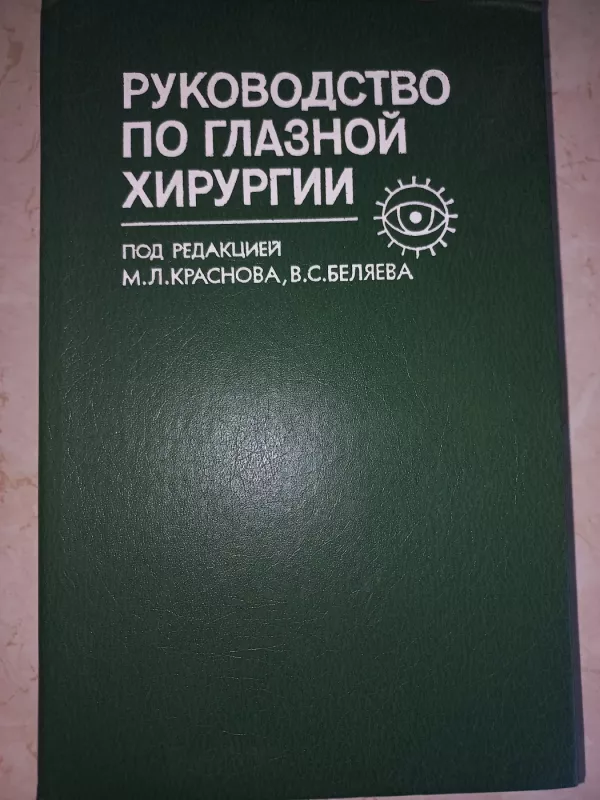 РУКОВОДСТВО
ПО ГЛАЗНОЙ
ХИРУРГИИ
ПОД РЕДАКЦИЕЙ
М.Л.КРАСНОВА, В.С.БЕЛЯЕВА